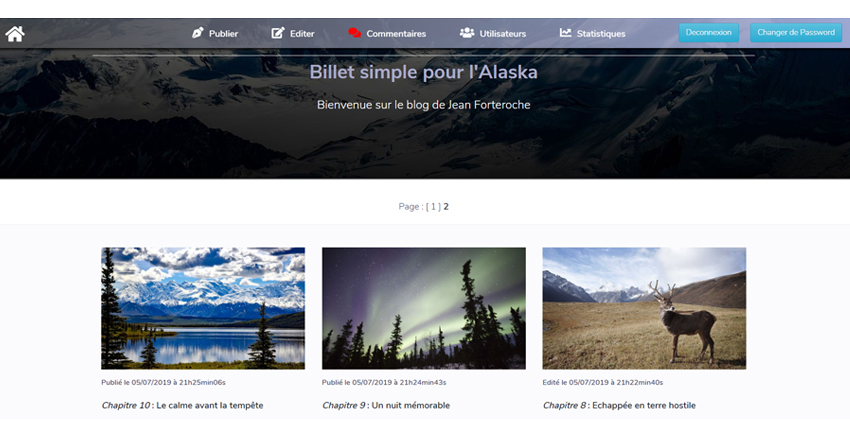 Publier Editer Commentaires Utilisateurs Statistiques Deconnexion Changer de Password
Billet simple pour l'Alaska
Bienvenue sur le blog de Jean Forteroche
Page : [ 1 ] 2
Publié le 05/07/2019 à 21h25min06s
Chapitre 10 : Le calme avant la tempête
Publié le 05/07/2019 à 21h24min43s
Chapitre 9 : Un nuit mémorable
Edité le 05/07/2019 à 21h22min40s
Chapitre 8 : Echappée en terre hostile